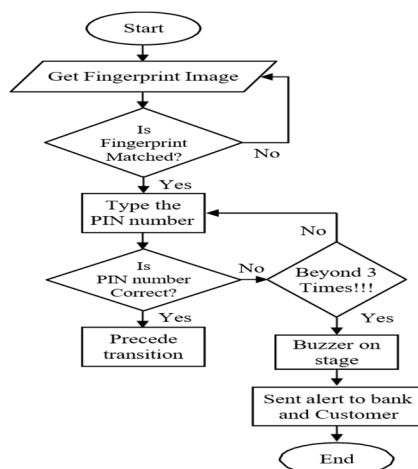 Start
Get Fingerprint Image
Is
Fingerprint
Matched?
No
Yes
Type the
PIN number
No
Is
PIN number
Correct?
No
Beyond 3
Times!!!
Yes
Yes
Precede
transition
Buzzer on
stage
Sent alert to bank
and Customer
End